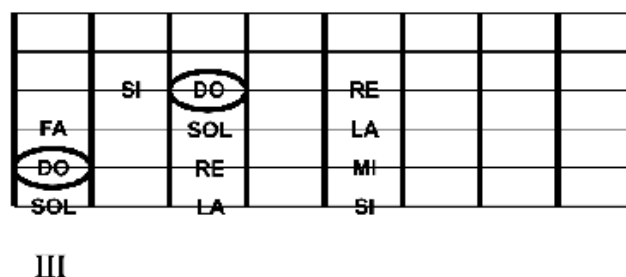 SI DO RE
FA SOL LA
DO RE MI
SOL LA SI
III